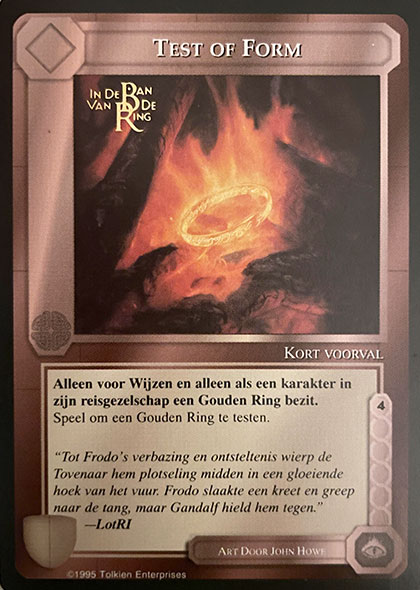 Test of Form
In De Ban
Van De
Ring
Kort voorval
Alleen voor Wijzen en alleen als een karakter in
zijn reisgezelschap een Gouden Ring bezit.
Speel om een Gouden Ring te testen.
4
“Tot Frodo’s verbazing en ontsteltenis wierp de
Tovenaar hem plotseling midden in een gloeiende
hoek van het vuur. Frodo slaakte een kreet en greep
naar de tang, maar Gandalf hield hem tegen.”
—LotRI
Art Door John Howe
©1995 Tolkien Enterprises